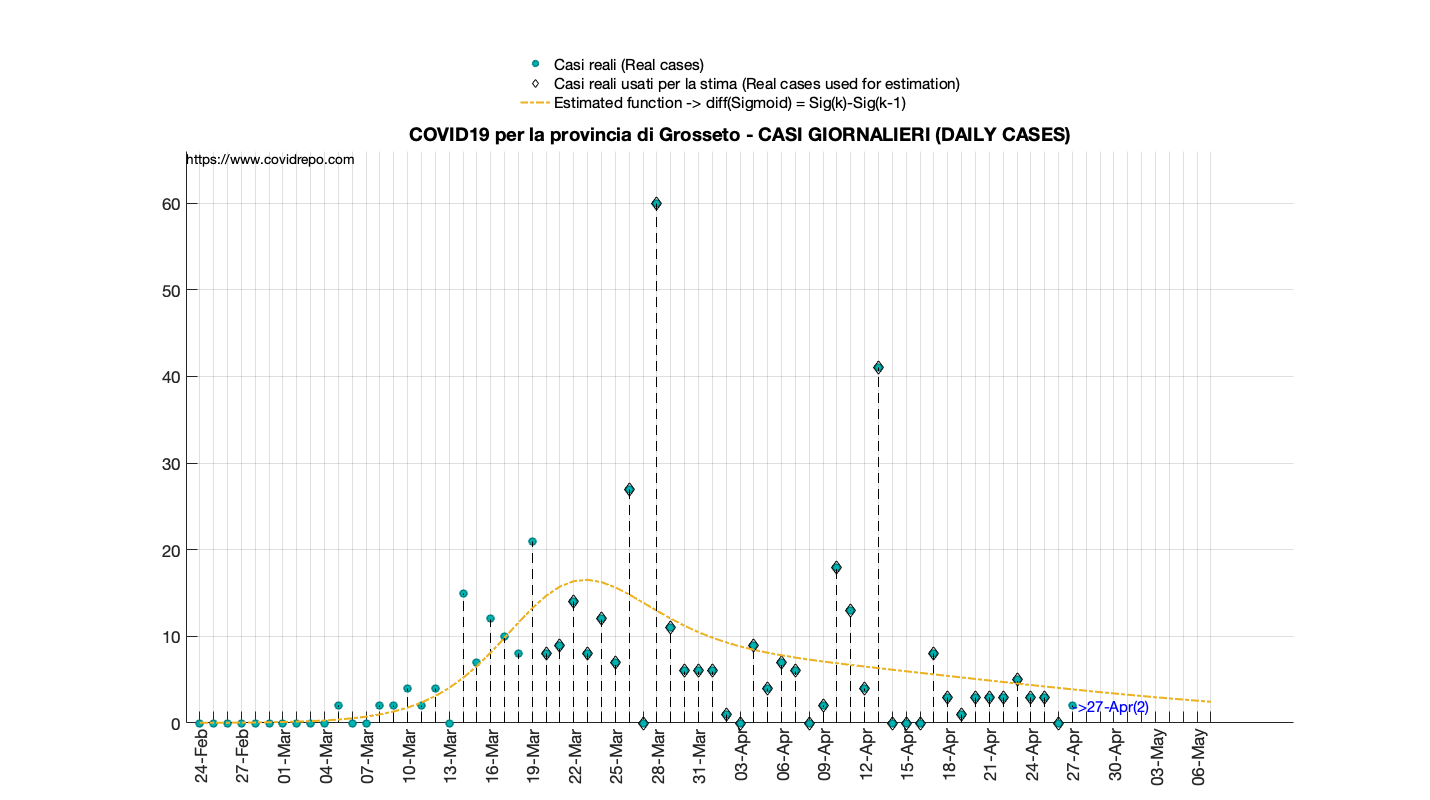 Casi reali (Real cases)
Casi reali usati per la stima (Real cases used for estimation)
Estimated function -> diff(Sigmoid) = Sig(k)-Sig(k-1)
COVID19 per la provincia di Grosseto - CASI GIORNALIERI (DAILY CASES)
https://www.covidrepo.com
60
50
40
30
20
10
0
->27-Apr(2)
24-Feb
27-Feb
01-Mar
04-Mar
07-Mar
10-Mar
13-Mar
16-Mar
19-Mar
22-Mar
25-Mar
28-Mar
31-Mar
03-Apr
06-Apr
09-Apr
12-Apr
15-Apr
18-Apr
21-Apr
24-Apr
27-Apr
30-Apr
03-May
06-May